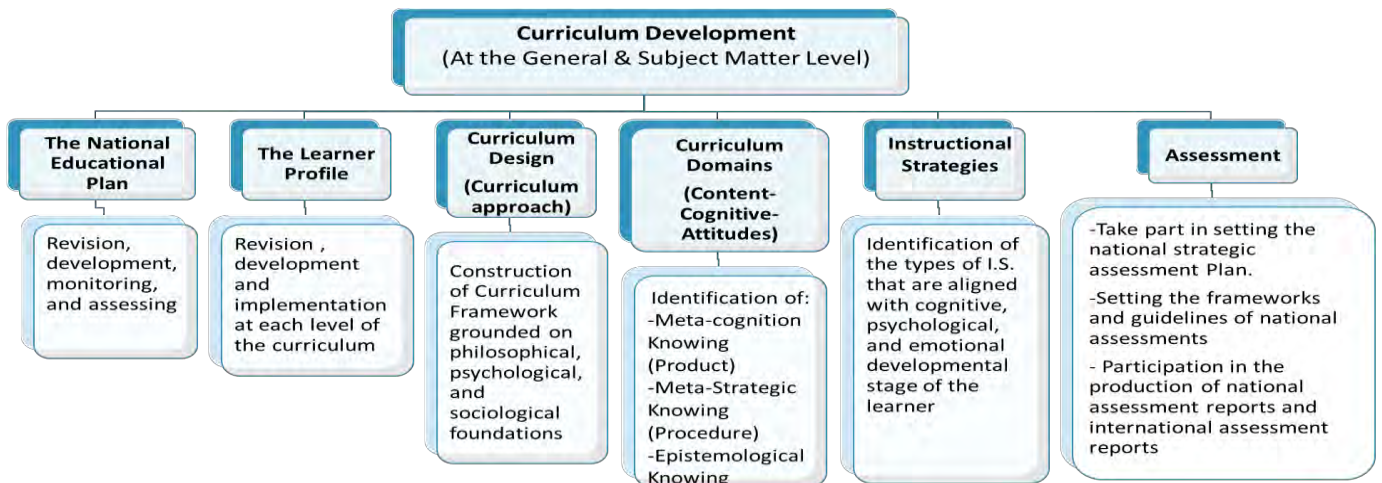 Curriculum Development
(At the General & Subject Matter Level)
The National
Educational
Plan
Revision,
development,
monitoring,
and assessing
The Learner
Profile
Revision ,
development
and
implementation
at each level of
the curriculum
Curriculum
Design
(Curriculum
approach)
Construction
of Curriculum
Framework
grounded on
philosophical,
psychological,
and
sociological
foundations
Curriculum
Domains
(Content-
Cognitive-
Attitudes)
Identification of:
-Meta-cognition
Knowing
(Product)
-Meta-Strategic
Knowing
(Procedure)
-Epistemological
Knowing
Instructional
Strategies
Identification of
the types of I.S.
that are aligned
with cognitive,
psychological,
and emotional
developmental
stage of the
learner
Assessment
-Take part in setting the
national strategic
assessment Plan.
-Setting the frameworks
and guidelines of national
assessments
- Participation in the
production of national
assessment reports and
international assessment
reports